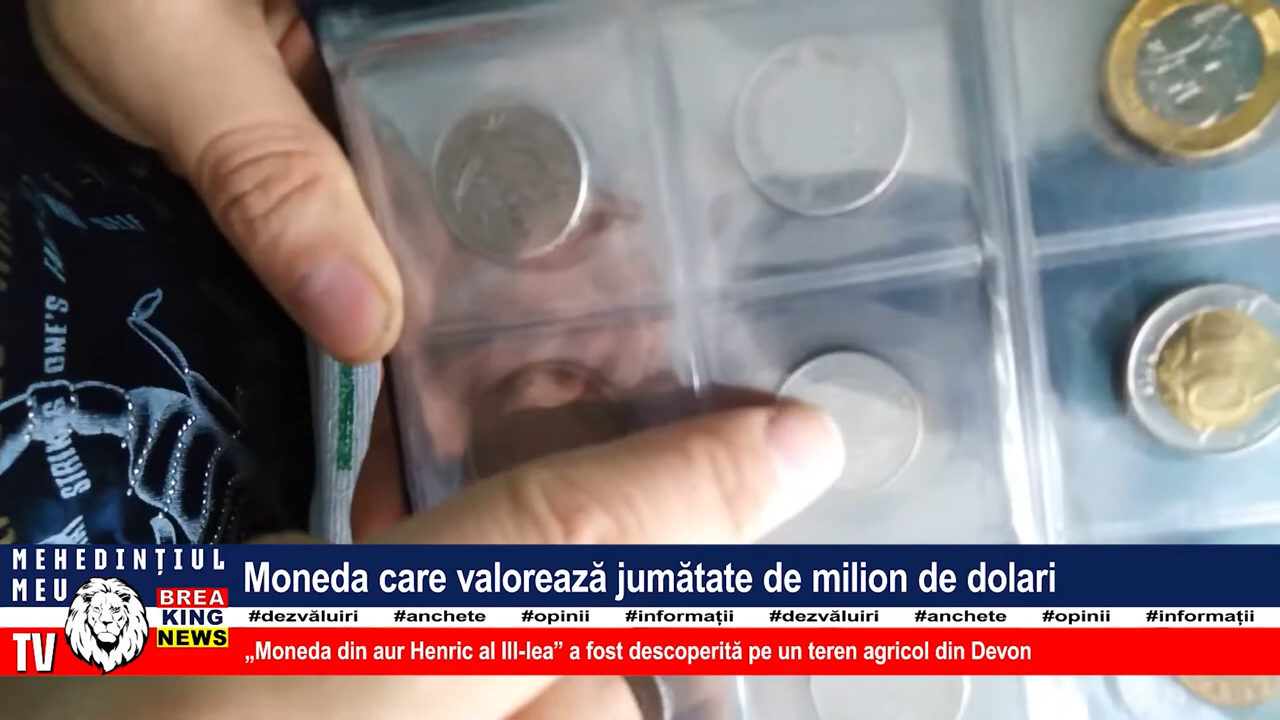 ONE'S
MEHEDINȚIUL
MEU
TV
BREA
KING
NEWS
Moneda care valorează jumătate de milion de dolari
#dezvăluiri #anchete #opinii #informații #dezvăluiri #anchete #opinii #informații
„Moneda din aur Henric al III-lea” a fost descoperită pe un teren agricol din Devon